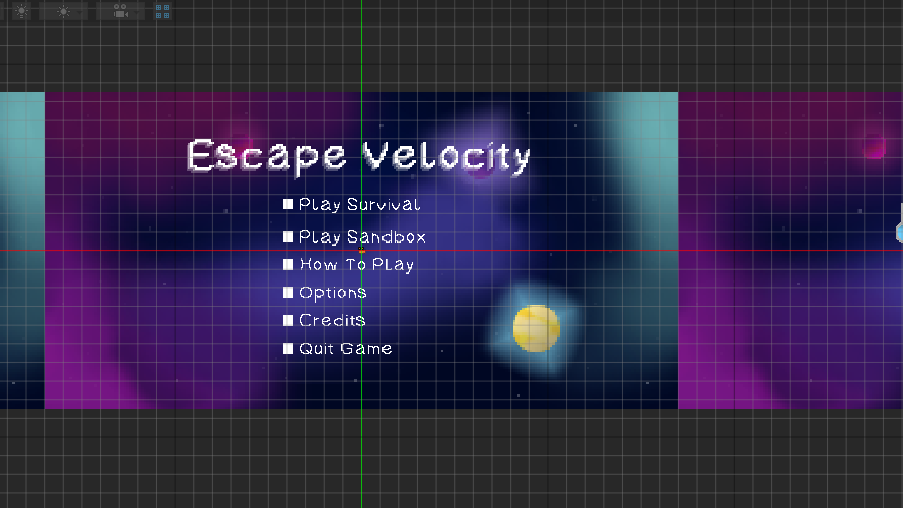 Escape Velocity
Play Survival
Play Sandbox
How To PLay
Options
Credits
Quit Game